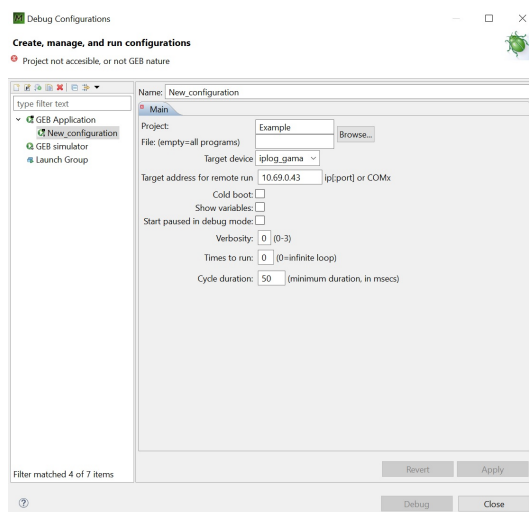 Debug Configurations
Create, manage, and run configurations
Project not accesible, or not GEB nature
Name: New_configuration
type filter text
GEB Application
New_configuration
GEB simulator
Launch Group
Filter matched 4 of 7 items
Main
Project: Example
Browse...
File: (empty=all programs)
Target device iplog_gama
Target address for remote run 10.69.0.43 ip[:port] or COMx
Cold boot:
Show variables:
Start paused in debug mode:
Verbosity: 0 (0-3)
Times to run: 0 (0=infinite loop)
Cycle duration: 50 (minimum duration, in msecs)
Revert Apply
Debug Close